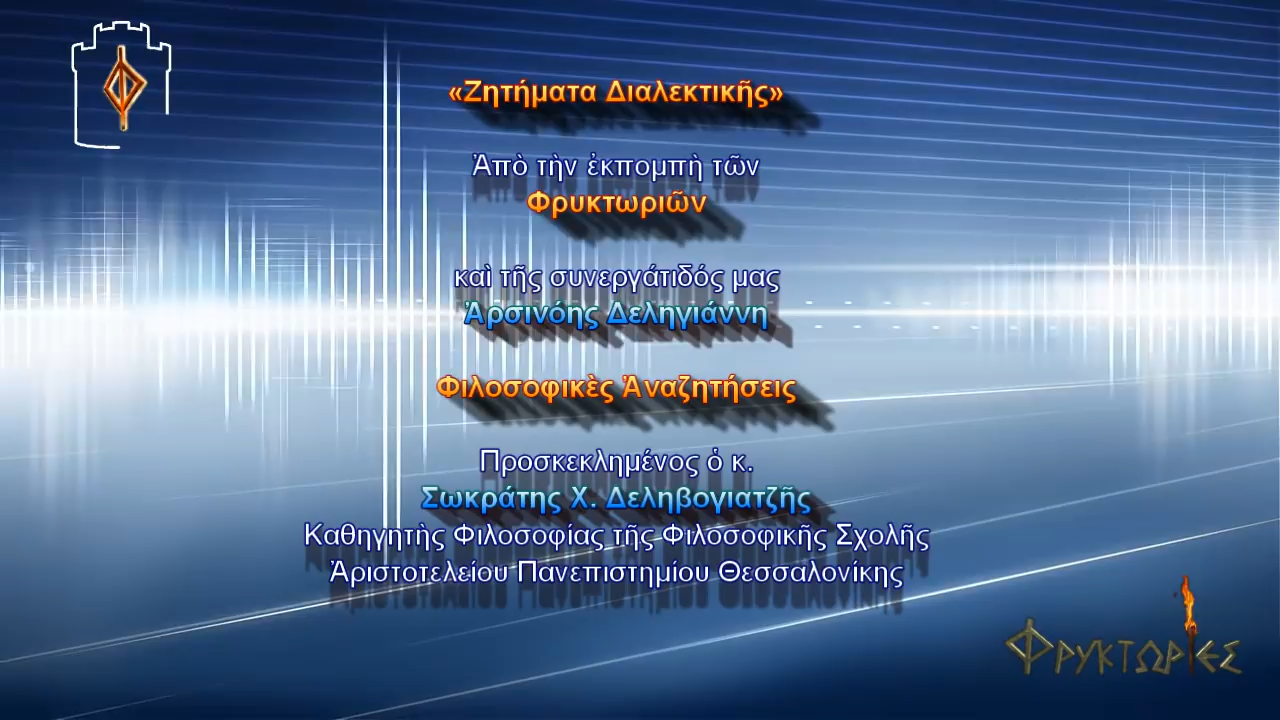 «Ζητήματα Διαλεκτικῆς»
Ἀπὸ τὴν ἐκπομπὴ τῶν
Φρυκτωριῶν
καὶ τῆς συνεργάτιδός μας
Ἀρσινόης Δεληγιάννη
Φιλοσοφικὲς Ἀναζητήσεις
Προσκεκλημένος ὁ κ.
Σωκράτης Χ. Δεληβογιατζῆς
Καθηγητὴς Φιλοσοφίας τῆς Φιλοσοφικῆς Σχολῆς
Ἀριστοτελείου Πανεπιστημίου Θεσσαλονίκης
ΦΡΥΚΤΩΡΙΕΣ